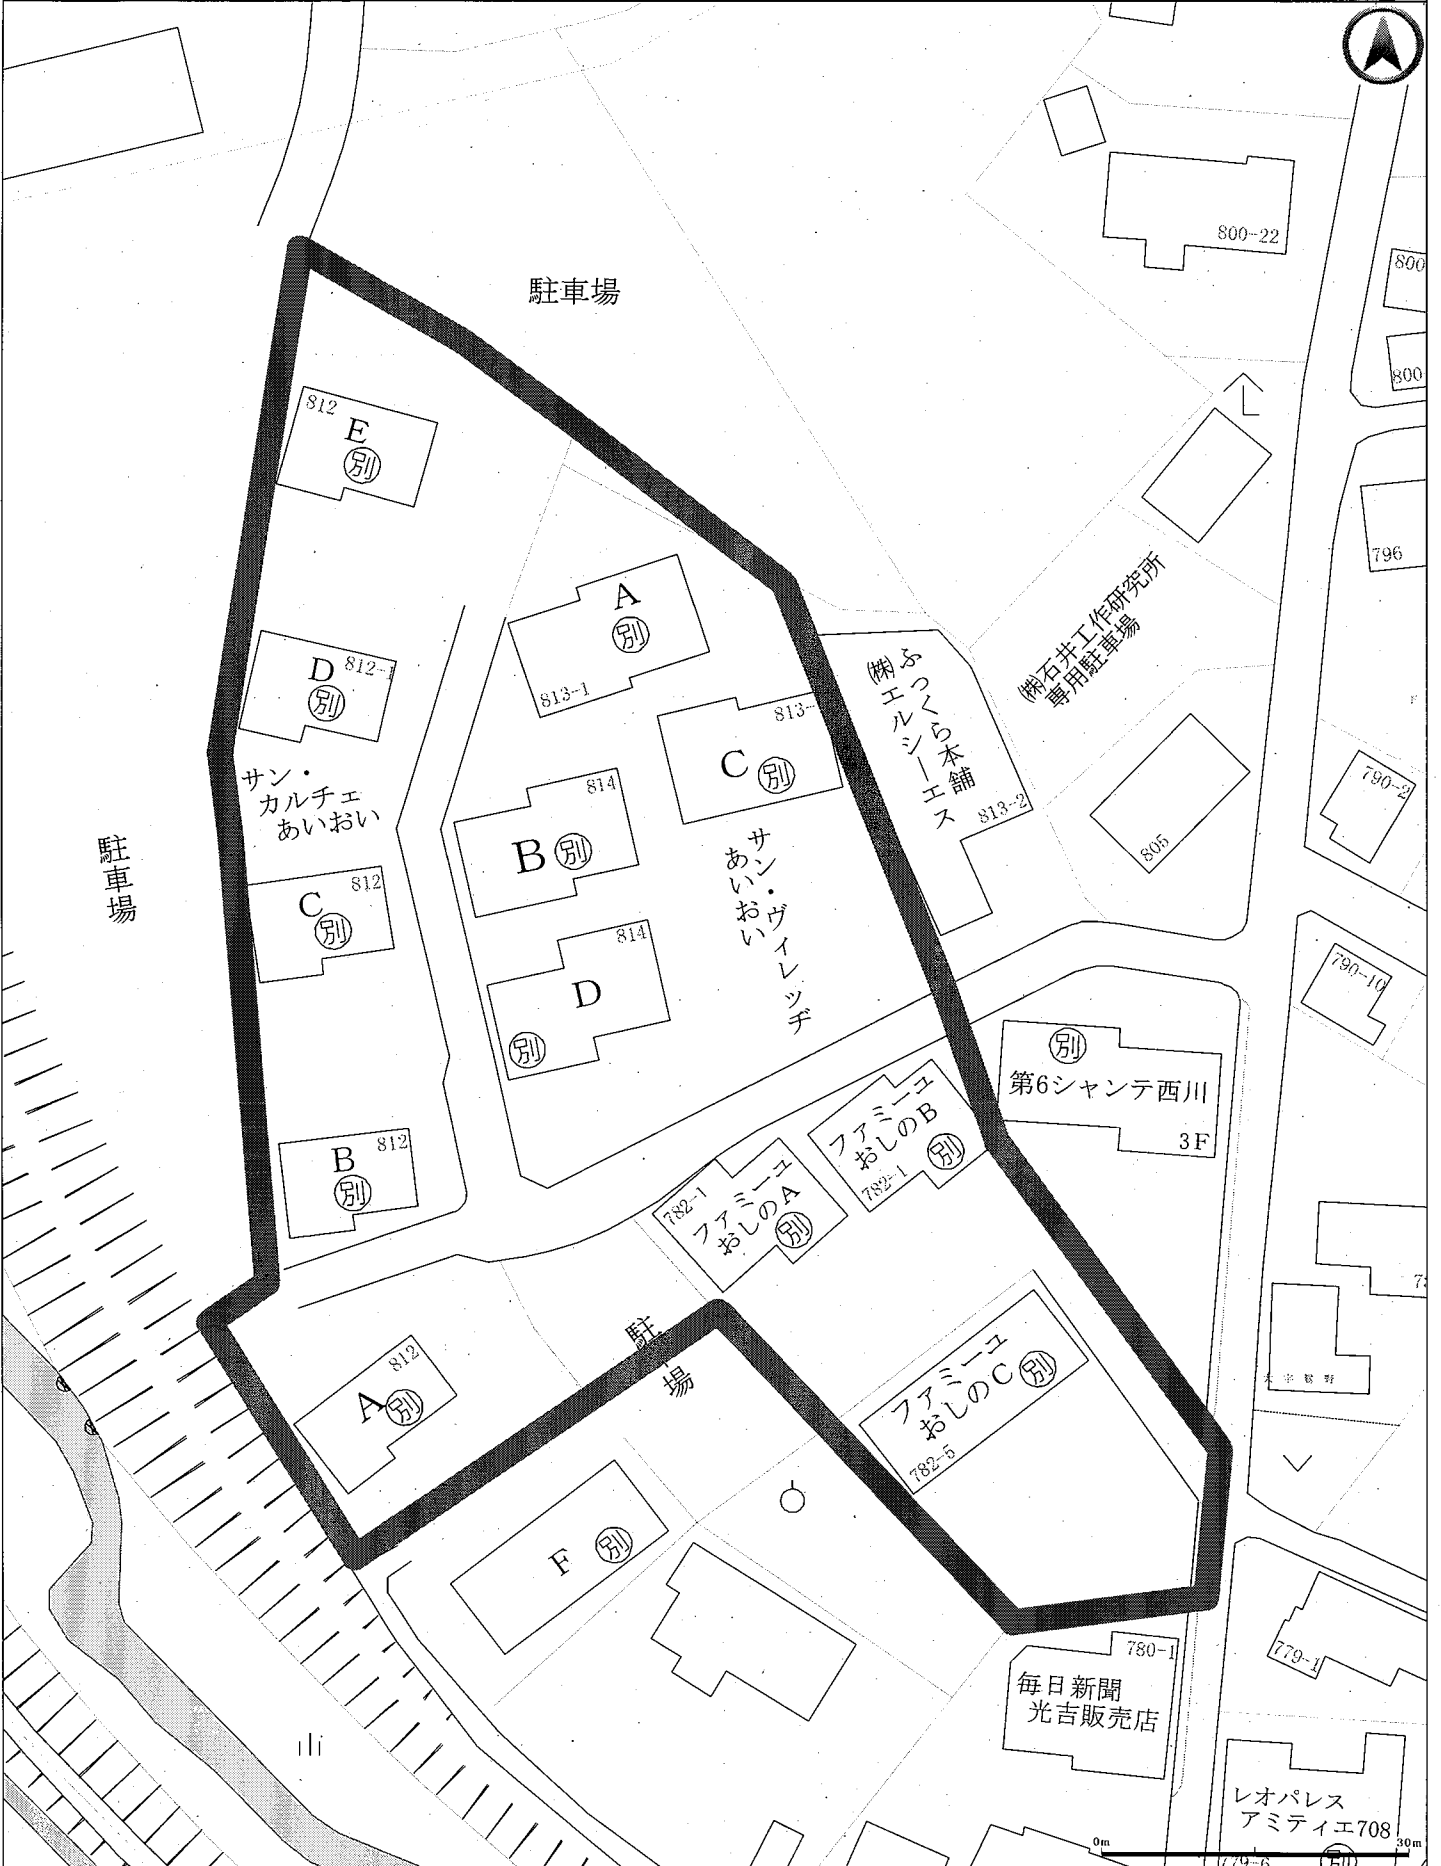 800-22
800
800
駐車場
812
E
別
796
㈱石井工作研究所
専用駐車場
A
別
813-1
ふっくら本舗
㈱エルシーエス
813-2
D
812-1
別
813-
C
別
790-2
805
サン・
カルチェ
あいおい
814
B
別
サン・ヴィレッヂ
あいおい
駐車場
812
C
別
814
D
別
790-10
別
第6シャンテ西川
3F
ファミーユ
おしのB
別
782-1
812
B
別
782-1
ファミーユ
おしのA
別
駐車場
812
A
別
ファミーユ
おしのC
別
782-5
F
別
780-1
毎日新聞
光吉販売店
779-1
レオパレス
アミティエ708
0m
30m
779-6
別